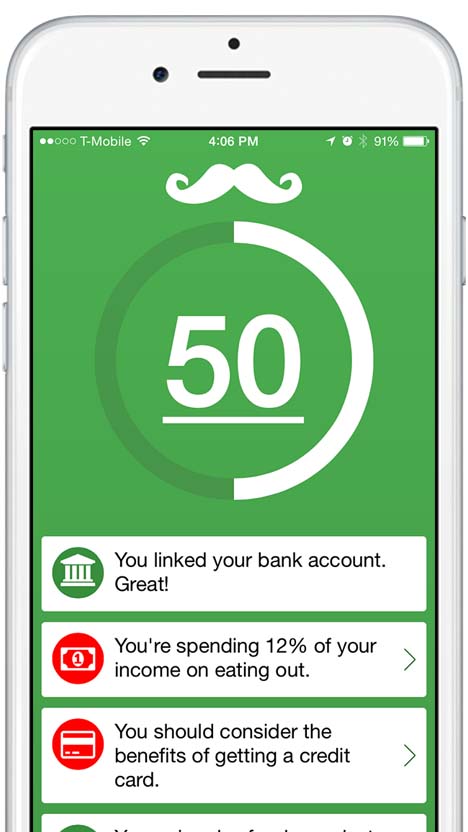 T-Mobile 4:06 PM 91%
50
You linked your bank account.
Great!
1
You're spending 12% of your
income on eating out.
You should consider the
benefits of getting a credit
card.